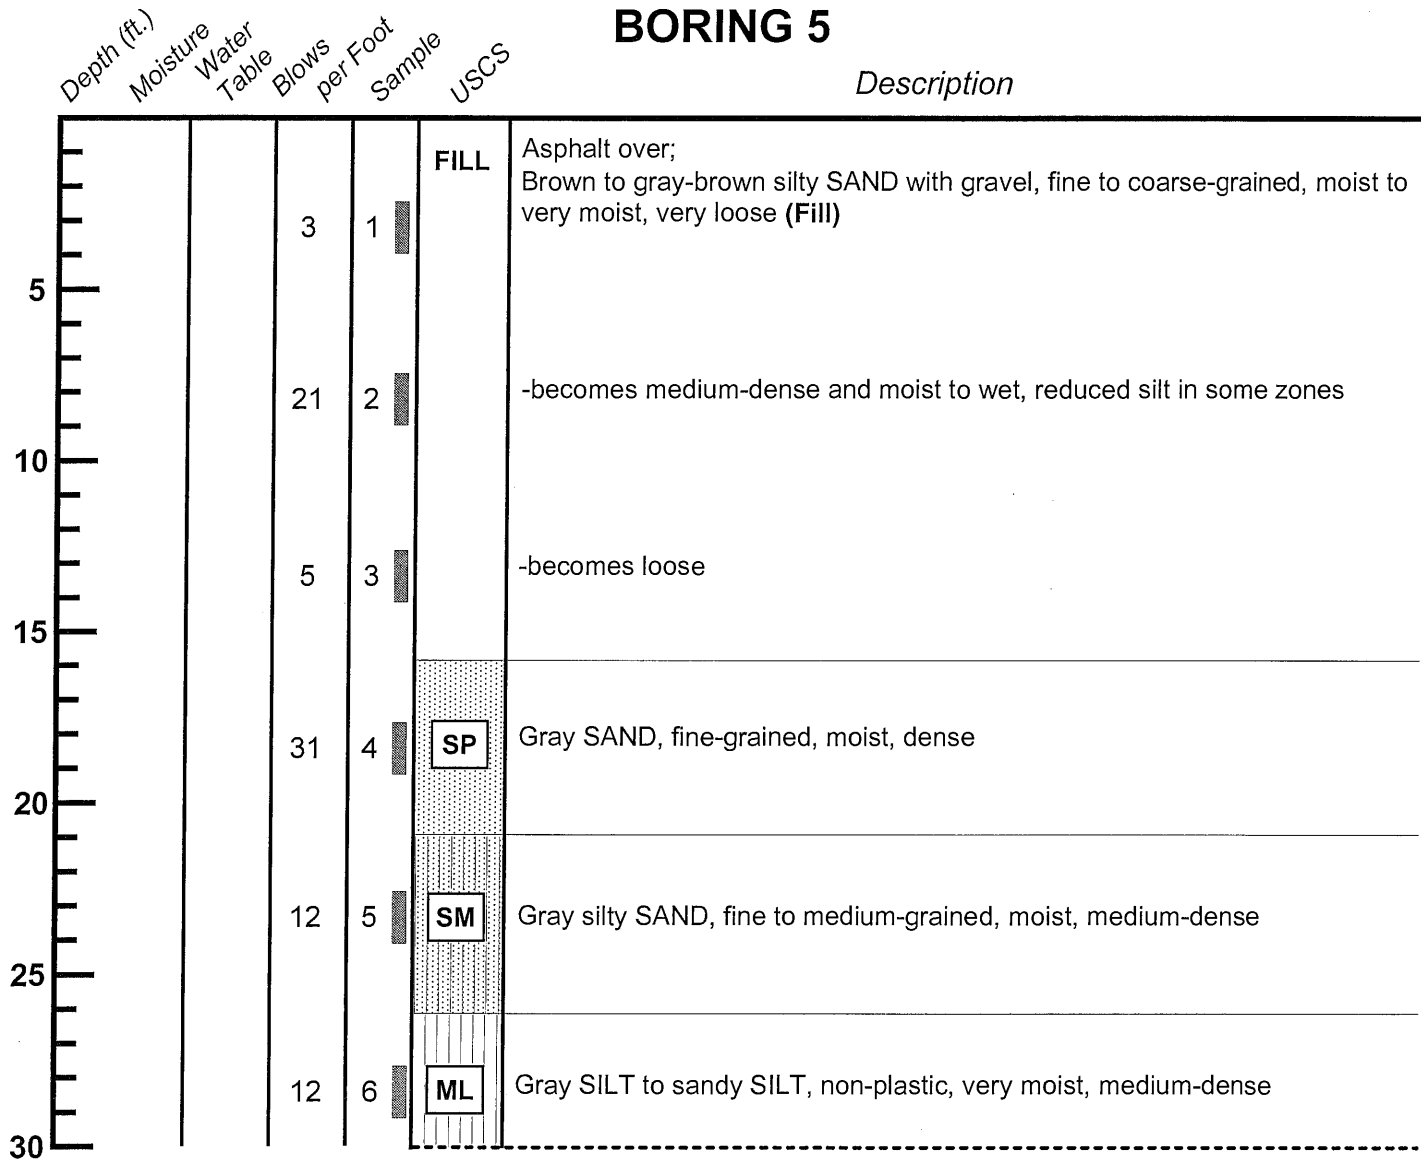 BORING 5
Depth (ft.)
Moisture
Water
Table
Blows
per Foot
Sample
USCS
Description
FILL
Asphalt over;
Brown to gray-brown silty SAND with gravel, fine to coarse-grained, moist to
very moist, very loose (Fill)
3 1
5
21 2 -becomes medium-dense and moist to wet, reduced silt in some zones
10
5 3 -becomes loose
15
31 4 SP Gray SAND, fine-grained, moist, dense
20
12 5 SM Gray silty SAND, fine to medium-grained, moist, medium-dense
25
12 6 ML Gray SILT to sandy SILT, non-plastic, very moist, medium-dense
30